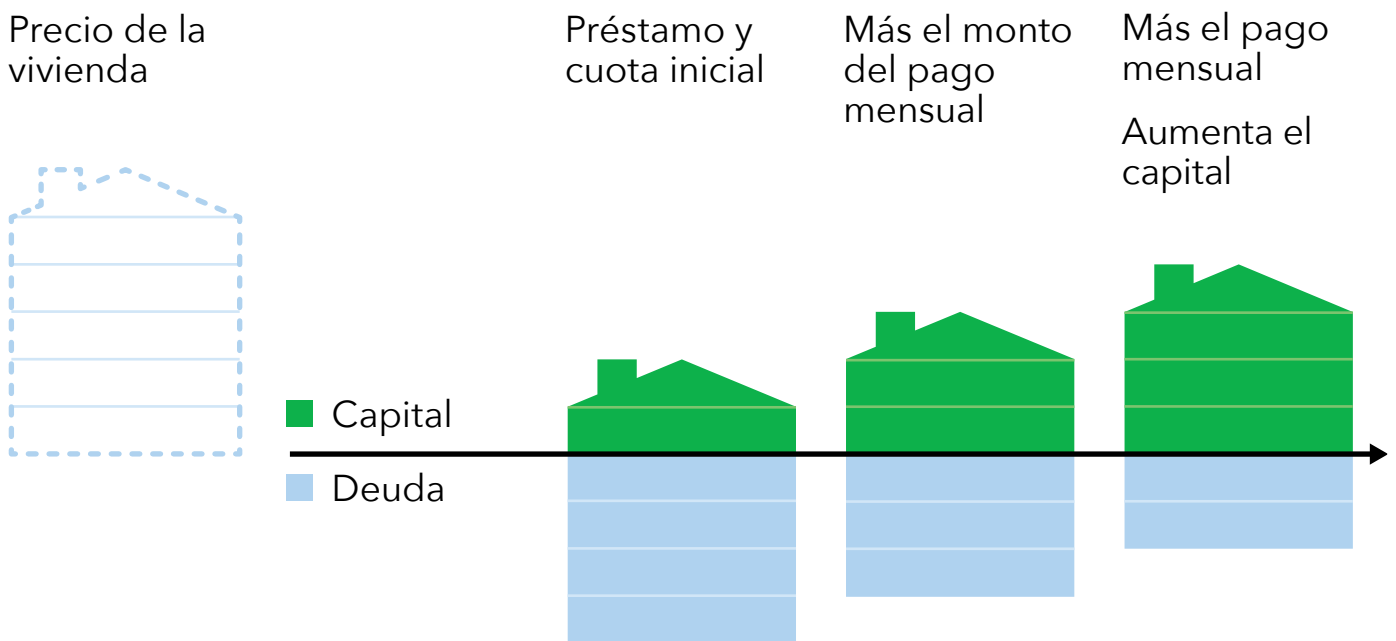 Precio de la
vivienda
Préstamo y
cuota inicial
Más el monto
del pago
mensual
Más el pago
mensual
Aumenta el
capital
Capital
Deuda